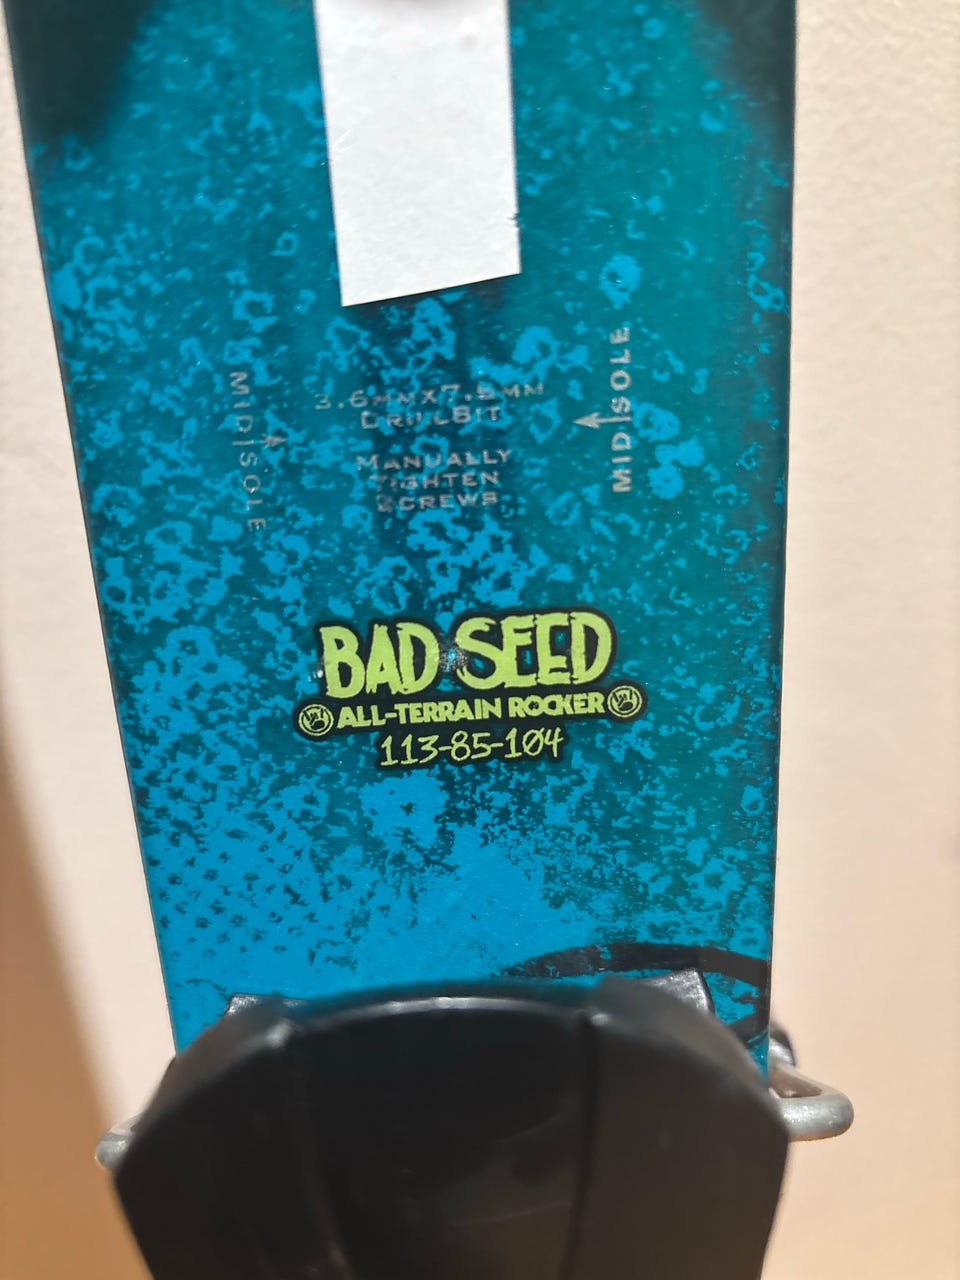 3.6mmX7.5mm
DRILLBIT
MANUALLY
TIGHTEN
SCREWS
MID SOLE
MID SOLE
BAD SEED
ALL-TERRAIN ROCKER
113-85-104